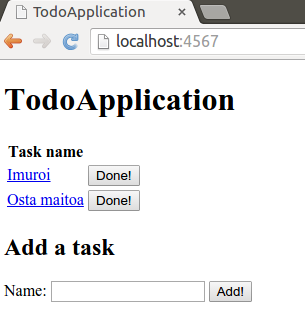 TodoApplication
localhost:4567
TodoApplication
Task name
Imuroi Done!
Osta maitoa Done!
Add a task
Name: Add!